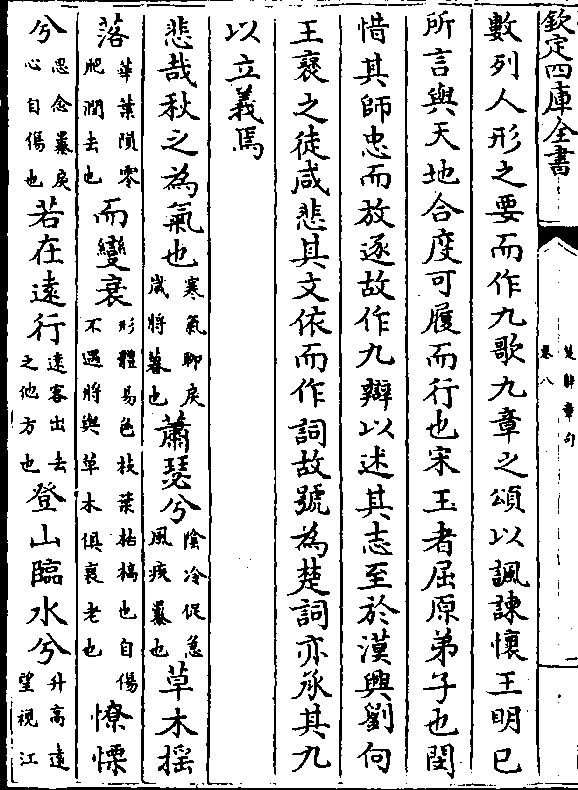 欽定四庫全書
楚辭章句
卷八
數列人形之要而作九歌九章之頌以諷諫懷王明已
所言與天地合度可履而行也宋玉者屈原弟子也閔
惜其師忠而放逐故作九辯以述其志至於漢興劉向
王襃之徒咸悲其文依而作詞故號為楚詞亦承其九
以立義焉
悲哉秋之為氣也寒氣聊戾歲將暮也蕭瑟兮陰冷促急風疾暴也草木揺
落華葉隕零肥潤去也而變衰形體易色枝葉枯槁也自傷不遇將與草木俱衰老也憭慄
兮思念暴戾心自傷也若在遠行遠客出去之他方也登山臨水兮升高遠望視江